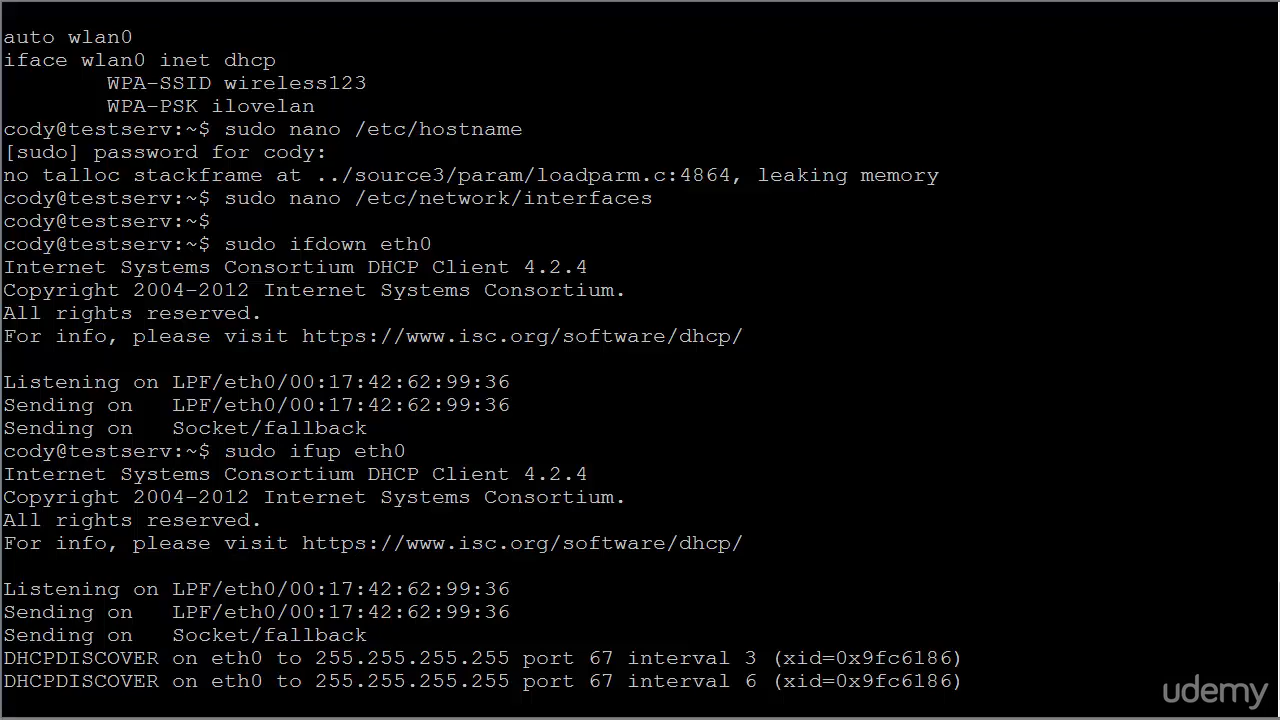 auto wlan0
iface wlan0 inet dhcp
        WPA-SSID wireless123
        WPA-PSK ilovelan
cody@testserv:~$ sudo nano /etc/hostname
[sudo] password for cody:
no talloc stackframe at ../source3/param/loadparm.c:4864, leaking memory
cody@testserv:~$ sudo nano /etc/network/interfaces
cody@testserv:~$
cody@testserv:~$ sudo ifdown eth0
Internet Systems Consortium DHCP Client 4.2.4
Copyright 2004-2012 Internet Systems Consortium.
All rights reserved.
For info, please visit https://www.isc.org/software/dhcp/

Listening on LPF/eth0/00:17:42:62:99:36
Sending on   LPF/eth0/00:17:42:62:99:36
Sending on   Socket/fallback
cody@testserv:~$ sudo ifup eth0
Internet Systems Consortium DHCP Client 4.2.4
Copyright 2004-2012 Internet Systems Consortium.
All rights reserved.
For info, please visit https://www.isc.org/software/dhcp/

Listening on LPF/eth0/00:17:42:62:99:36
Sending on   LPF/eth0/00:17:42:62:99:36
Sending on   Socket/fallback
DHCPDISCOVER on eth0 to 255.255.255.255 port 67 interval 3 (xid=0x9fc6186)
DHCPDISCOVER on eth0 to 255.255.255.255 port 67 interval 6 (xid=0x9fc6186)
udemy